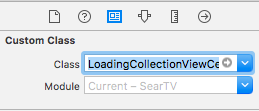 Custom Class
Class LoadingCollectionViewCe
Module Current – SearTV